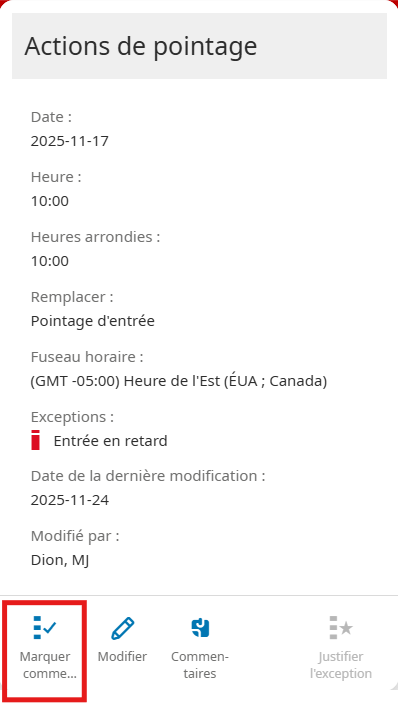 Actions de pointage
Date :
2025-11-17
Heure :
10:00
Heures arrondies :
10:00
Remplacer :
Pointage d'entrée
Fuseau horaire :
(GMT -05:00) Heure de l'Est (ÉUA ; Canada)
Exceptions :
Entrée en retard
Date de la dernière modification :
2025-11-24
Modifié par :
Dion, MJ
Marquer
comme...
Modifier
Commen-
taires
Justifier
l'exception